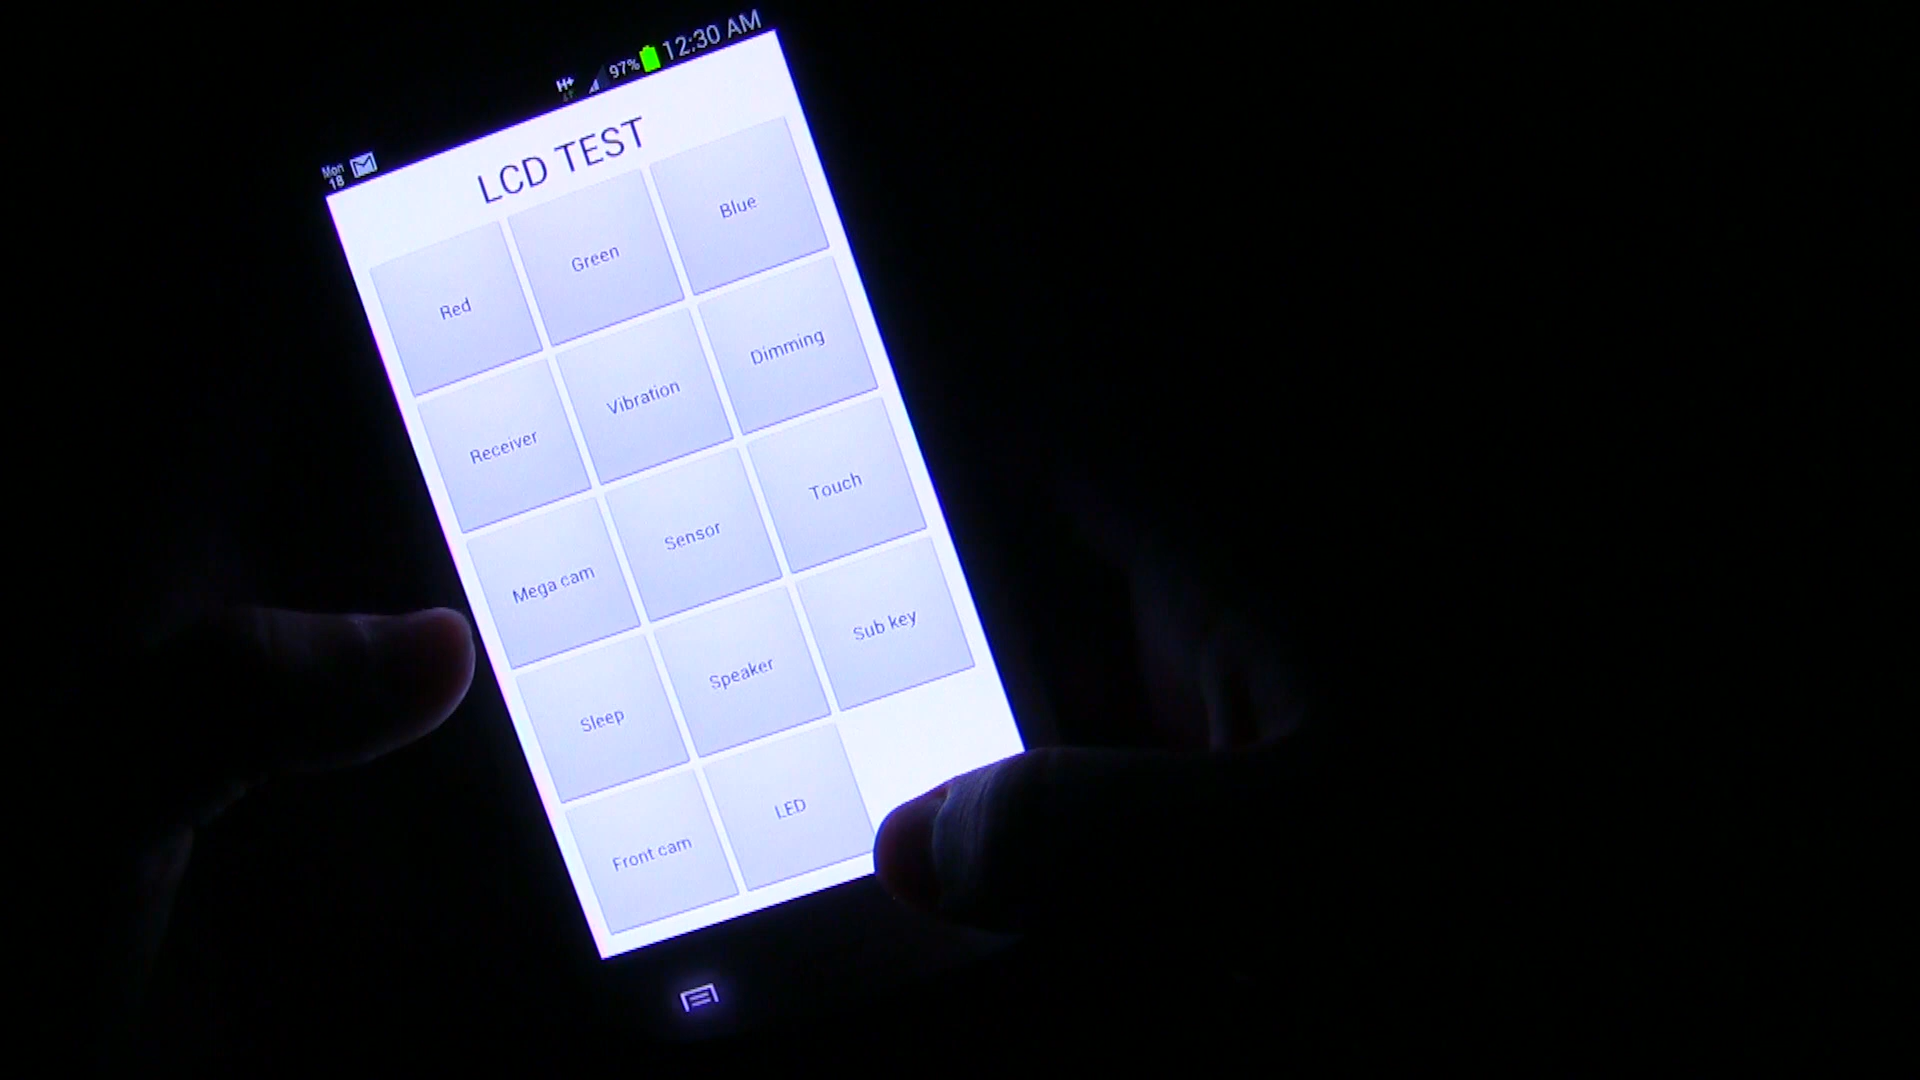 Mon
18
H+
97%
12:30 AM
LCD TEST
Red
Green
Blue
Receiver
Vibration
Dimming
Mega cam
Sensor
Touch
Sleep
Speaker
Sub key
Front cam
LED